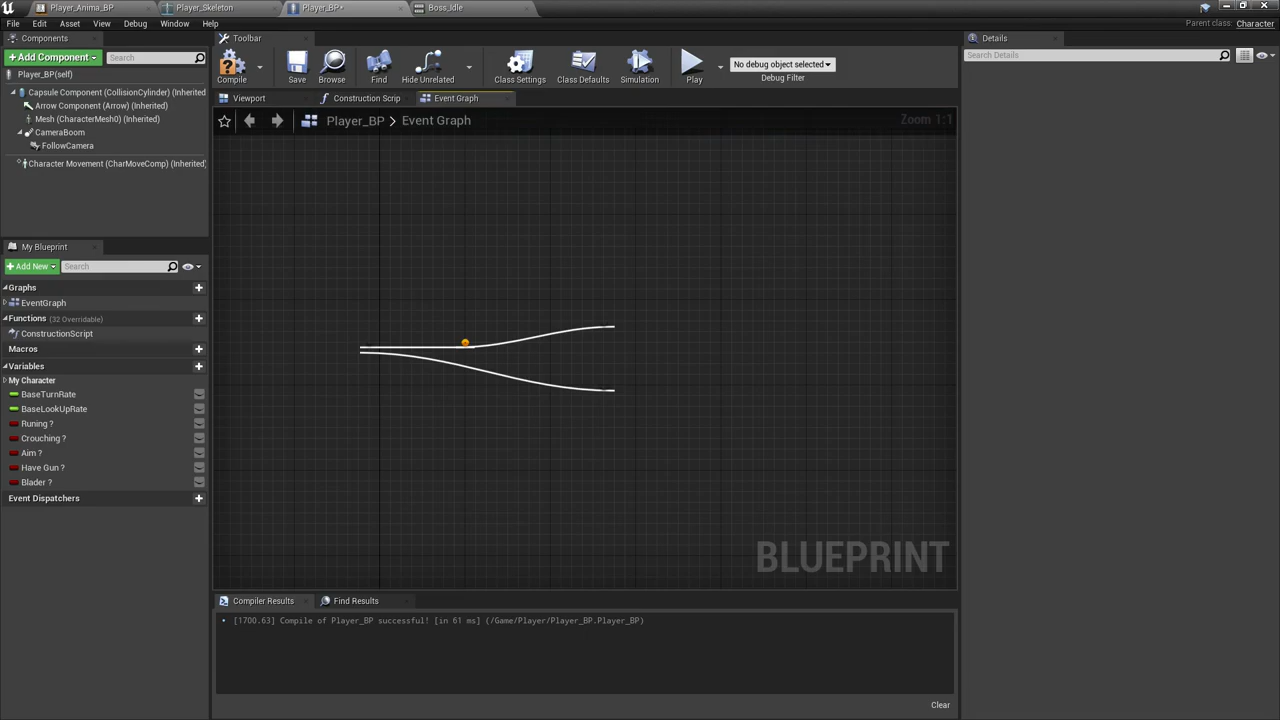 Player_Anima_BP
Player_Skeleton
Player_BP*
Boss_Idle
File Edit Asset View Debug Window Help
Parent class: Character
Components
+Add Component
Search
Player_BP(self)
Capsule Component (CollisionCylinder) (Inherited)
Arrow Component (Arrow) (Inherited)
Mesh (CharacterMesh0) (Inherited)
CameraBoom
FollowCamera
Character Movement (CharMoveComp) (Inherited)
My Blueprint
+Add New
Search
Graphs
EventGraph
Functions (32 Overridable)
ConstructionScript
Macros
Variables
My Character
BaseTurnRate
BaseLookUpRate
Runing ?
Crouching ?
Aim ?
Have Gun ?
Blader ?
Event Dispatchers
Toolbar
Compile
Save
Browse
Find
Hide Unrelated
Class Settings
Class Defaults
Simulation
Play
No debug object selected
Debug Filter
Viewport
Construction Scrip
Event Graph
Player_BP > Event Graph
Zoom 1:1
BLUEPRINT
Compiler Results
Find Results
[1700.63] Compile of Player_BP successful! [in 61 ms] (/Game/Player/Player_BP.Player_BP)
Clear
Details
Search Details